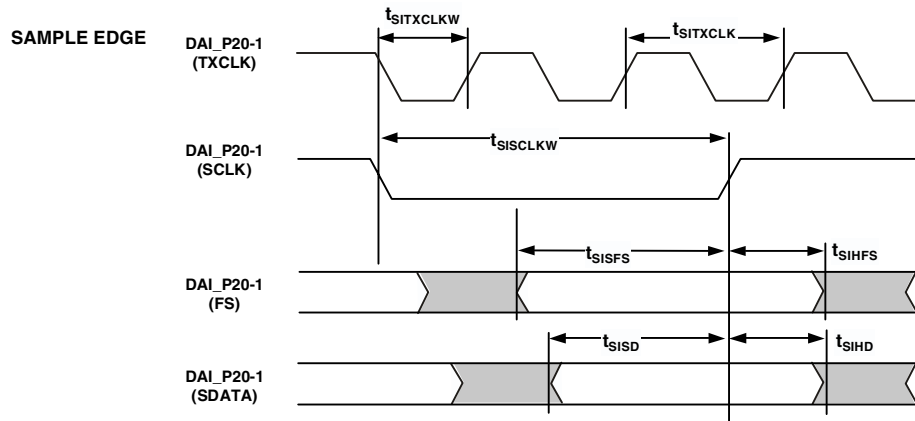 SAMPLE EDGE
DAI_P20-1
(TXCLK)
tSITXCLKW
tSITXCLK
DAI_P20-1
(SCLK)
tSISCLKW
DAI_P20-1
(FS)
tSISFS
tSIHFS
DAI_P20-1
(SDATA)
tSISD
tSIHD